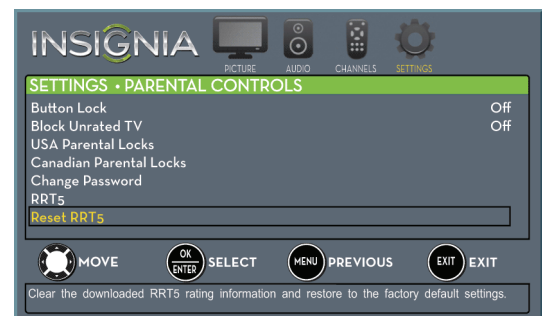 INSIGNIA
PICTURE AUDIO CHANNELS SETTINGS
SETTINGS • PARENTAL CONTROLS
Button Lock Off
Block Unrated TV Off
USA Parental Locks
Canadian Parental Locks
Change Password
RRT5
Reset RRT5
MOVE OK ENTER SELECT MENU PREVIOUS EXIT EXIT
Clear the downloaded RRT5 rating information and restore to the factory default settings.